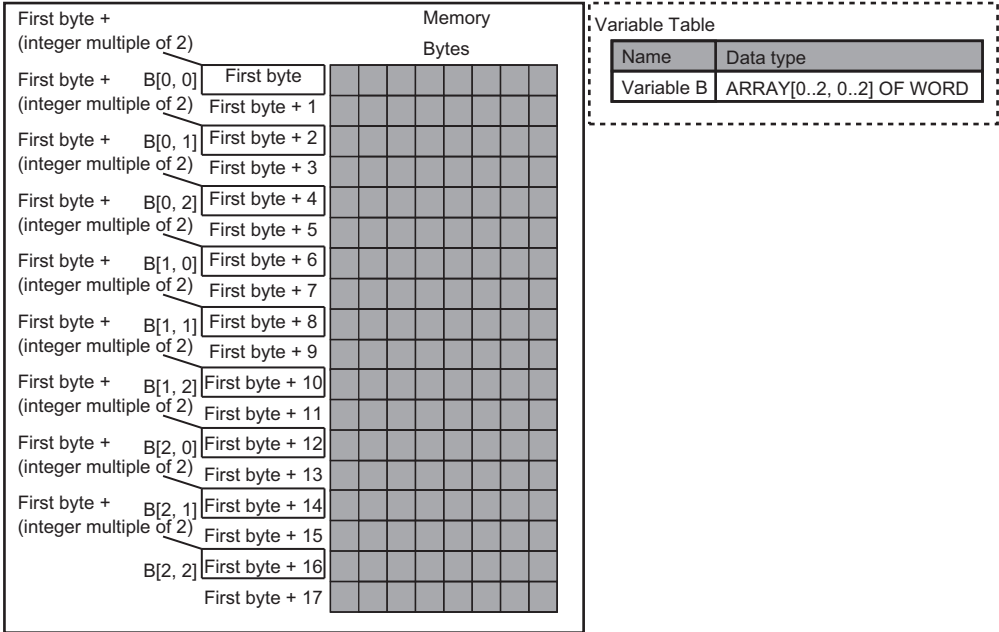 First byte +
(integer multiple of 2)
Memory
Bytes
B[0, 0] First byte
First byte +
(integer multiple of 2) First byte + 1
B[0, 1] First byte + 2
First byte +
(integer multiple of 2) First byte + 3
B[0, 2] First byte + 4
First byte +
(integer multiple of 2) First byte + 5
B[1, 0] First byte + 6
First byte +
(integer multiple of 2) First byte + 7
B[1, 1] First byte + 8
First byte +
(integer multiple of 2) First byte + 9
B[1, 2] First byte + 10
First byte +
(integer multiple of 2) First byte + 11
B[2, 0] First byte + 12
First byte +
(integer multiple of 2) First byte + 13
B[2, 1] First byte + 14
First byte +
(integer multiple of 2) First byte + 15
B[2, 2] First byte + 16
First byte + 17
Variable Table
Name Data type
Variable B ARRAY[0..2, 0..2] OF WORD